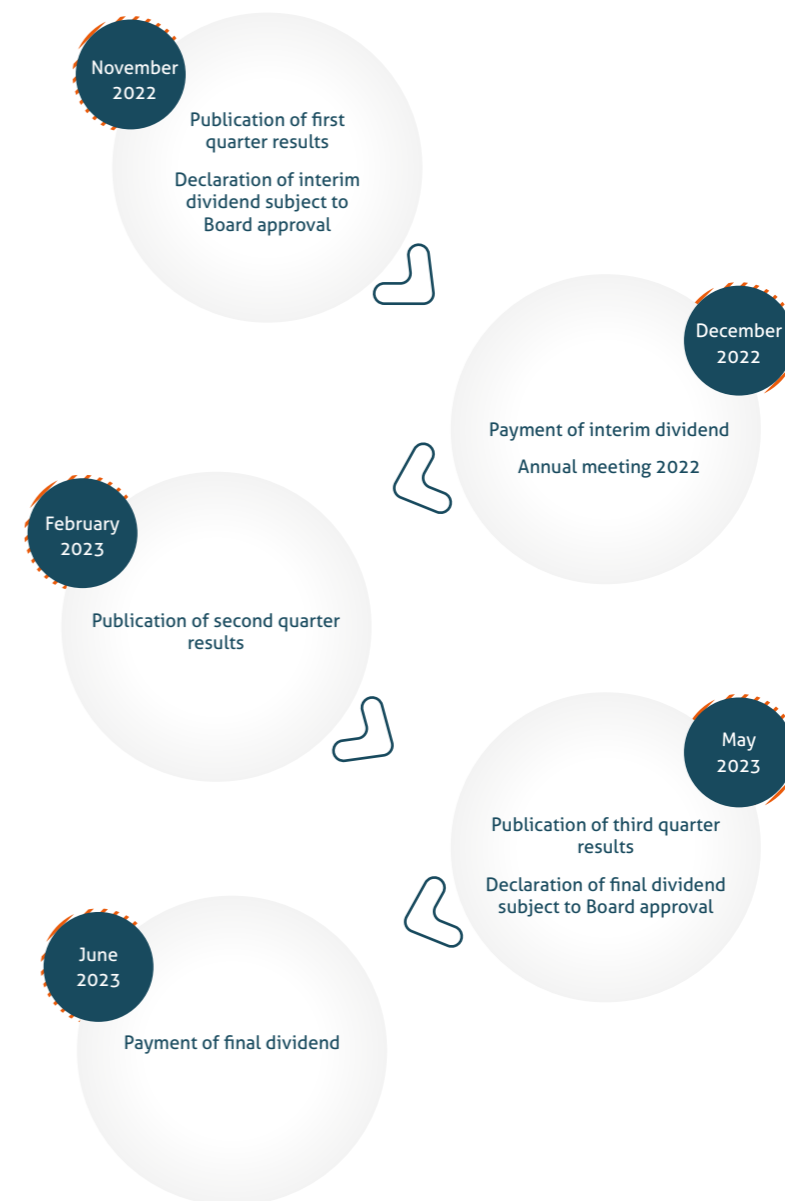 November
2022
Publication of first
quarter results
Declaration of interim
dividend subject to
Board approval
December
2022
Payment of interim dividend
Annual meeting 2022
February
2023
Publication of second quarter
results
May
2023
Publication of third quarter
results
Declaration of final dividend
subject to Board approval
June
2023
Payment of final dividend